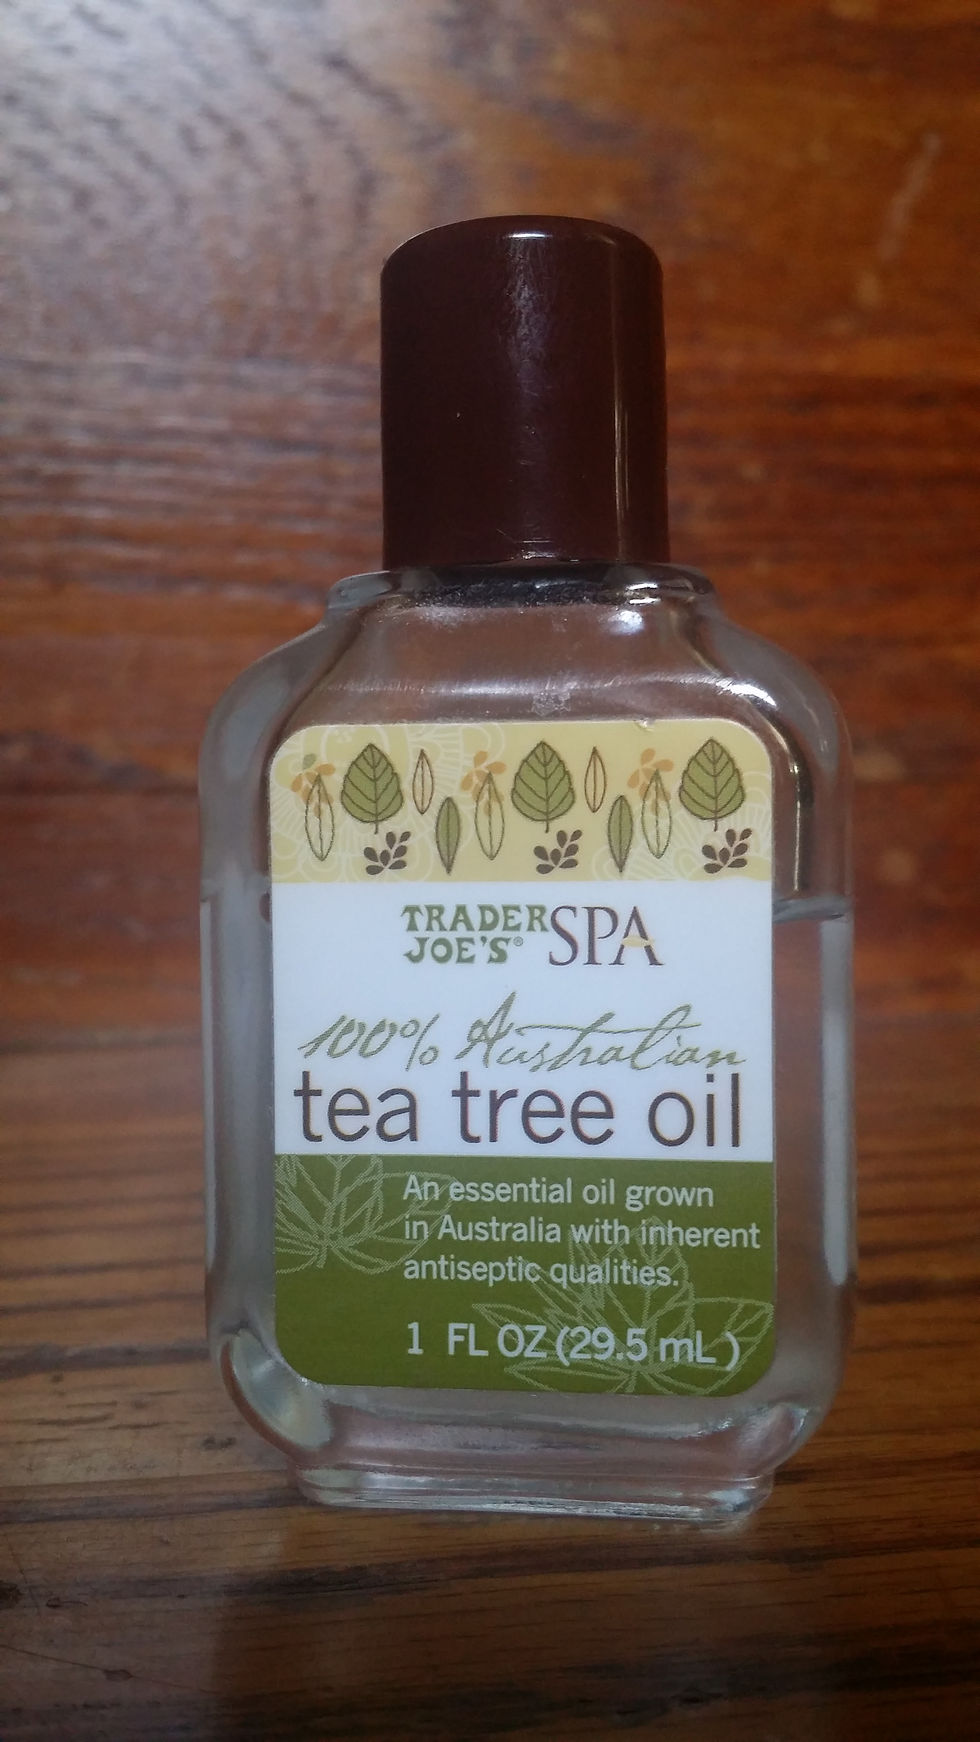 TRADER JOE'S® SPA
100% Australian
tea tree oil
An essential oil grown
in Australia with inherent
antiseptic qualities.
1 FL OZ (29.5 mL)